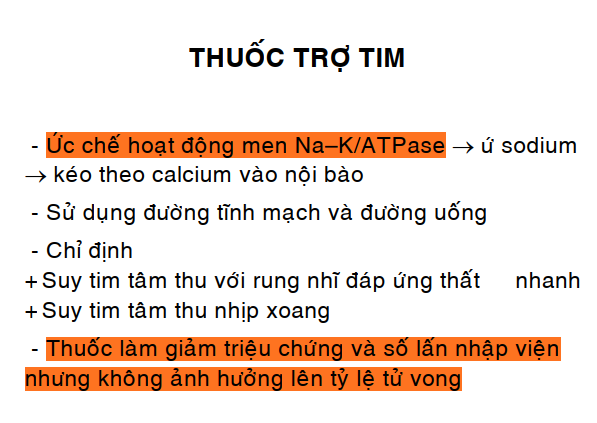 THUỐC TRỢ TIM
- Ức chế hoạt động men Na–K/ATPase → ứ sodium
→ kéo theo calcium vào nội bào
- Sử dụng đường tĩnh mạch và đường uống
- Chỉ định
+ Suy tim tâm thu với rung nhĩ đáp ứng thất nhanh
+ Suy tim tâm thu nhịp xoang
- Thuốc làm giảm triệu chứng và số lấn nhập viện
nhưng không ảnh hưởng lên tỷ lệ tử vong